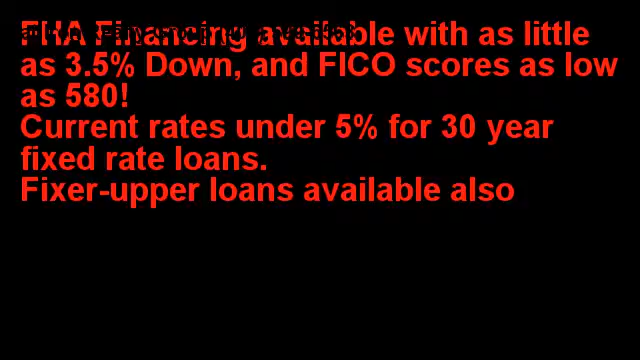 FHA Financing available with as little
as 3.5% Down, and FICO scores as low
as 580!
Current rates under 5% for 30 year
fixed rate loans.
Fixer-upper loans available also